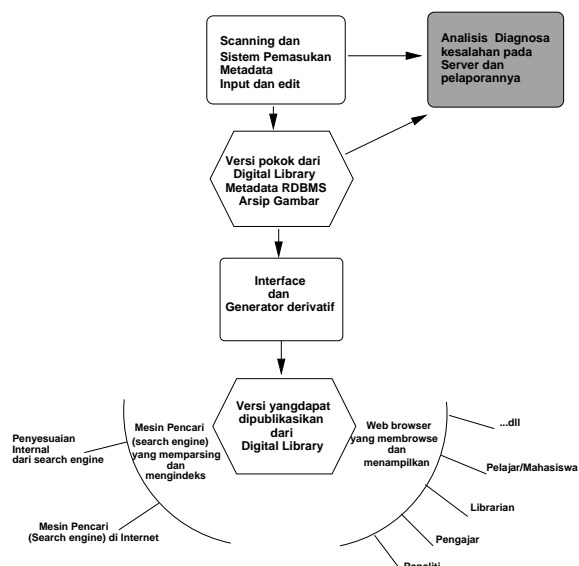 Scanning dan
Sistem Pemasukan
Metadata
Input dan edit
Analisis Diagnosa
kesalahan pada
Server dan
pelaporannya
Versi pokok dari
Digital Library
Metadata RDBMS
Arsip Gambar
Interface
dan
Generator derivatif
Versi yangdapat
dipublikasikan
dari
Digital Library
Mesin Pencari
(search engine)
yang memparsing
dan
mengindeks
Penyesuaian
Internal
dari search engine
Mesin Pencari
(Search engine) di Internet
Web browser
yang membrowse
dan
menampilkan
...dll
Pelajar/Mahasiswa
Librarian
Pengajar
Peneliti